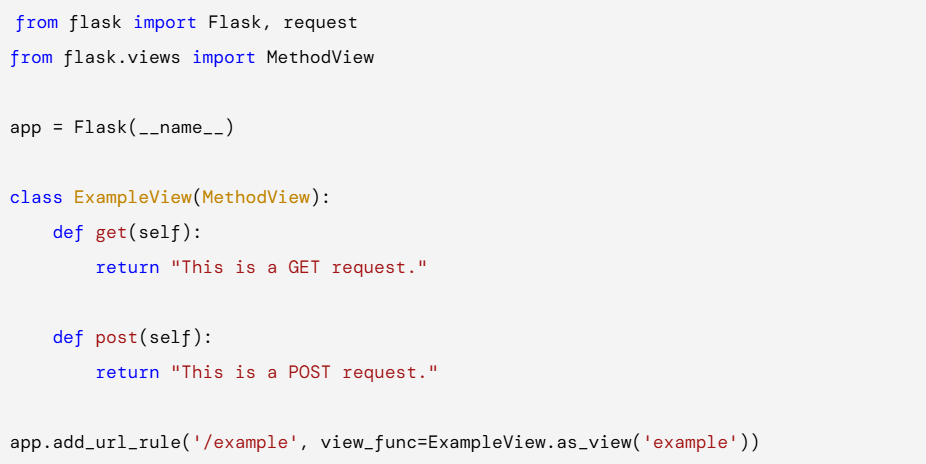 from flask import Flask, request
from flask.views import MethodView
app = Flask(__name__)
class ExampleView(MethodView):
    def get(self):
        return "This is a GET request."
    def post(self):
        return "This is a POST request."
app.add_url_rule('/example', view_func=ExampleView.as_view('example'))